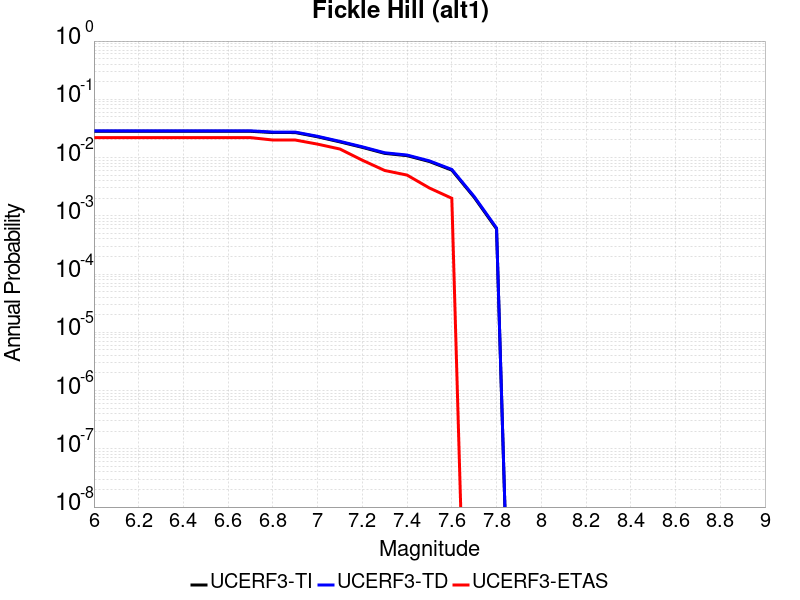 Fickle Hill (alt1)
10^0
10^-1
10^-2
10^-3
10^-4
10^-5
10^-6
10^-7
10^-8
Annual Probability
6 6.2 6.4 6.6 6.8 7 7.2 7.4 7.6 7.8 8 8.2 8.4 8.6 8.8 9
Magnitude
UCERF3-TI UCERF3-TD UCERF3-ETAS